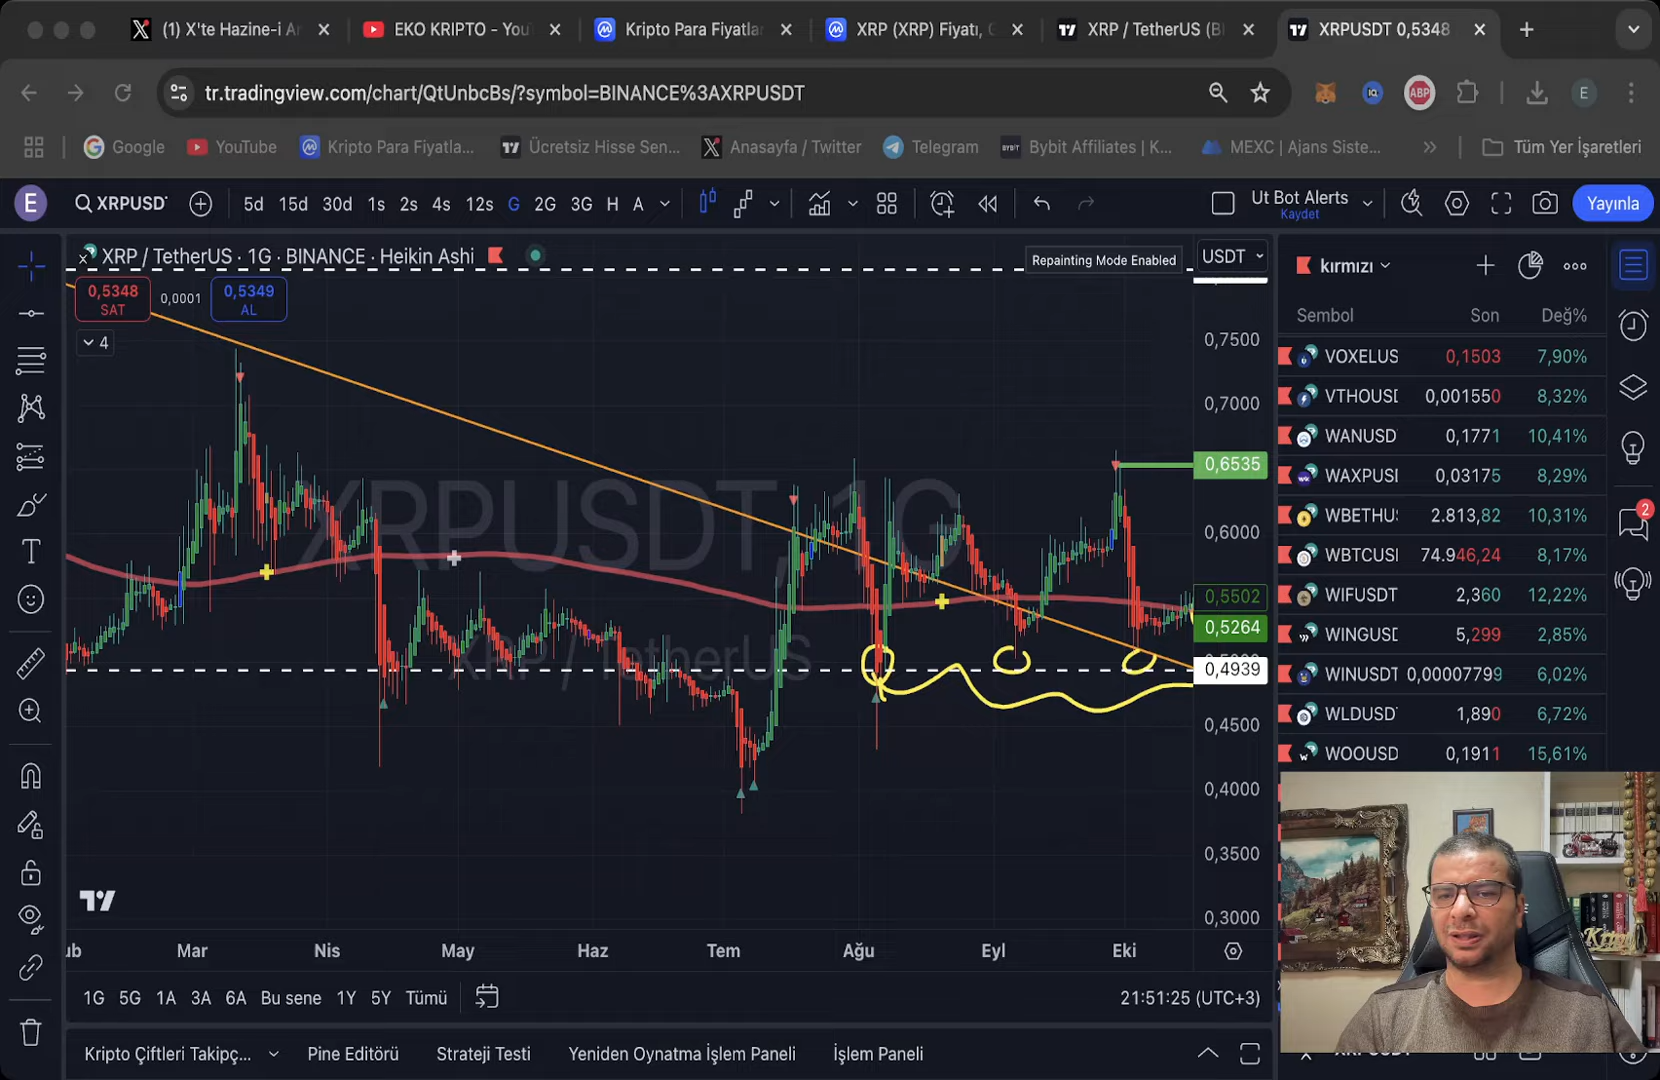 (1) X'te Hazine-i Ar
EKO KRIPTO - You
Kripto Para Fiyatlar
XRP (XRP) Fiyatı, G
XRP / TetherUS (BI
XRPUSDT 0,5348
tr.tradingview.com/chart/QtUnbcBs/?symbol=BINANCE%3AXRPUSDT
ABP
E
Google
YouTube
Kripto Para Fiyatla...
Ücretsiz Hisse Sen...
Anasayfa / Twitter
Telegram
BYBIT
Bybit Affiliates | K...
MEXC | Ajans Siste...
Tüm Yer İşaretleri
E
XRPUSD
5d 15d 30d 1s 2s 4s 12s G 2G 3G H A
Ut Bot Alerts
Kaydet
Yayınla
XRP / TetherUS · 1G · BINANCE · Heikin Ashi
Repainting Mode Enabled
USDT
0,5348
SAT
0,0001
0,5349
AL
4
XRPUSDT, 1G
XRP / TetherUS
0,7500
0,7000
0,6535
0,6000
0,5502
0,5264
0,4939
0,4500
0,4000
0,3500
0,3000
ub Mar Nis May Haz Tem Ağu Eyl Eki
1G 5G 1A 3A 6A Bu sene 1Y 5Y Tümü
21:51:25 (UTC+3)
Kripto Çiftleri Takipç...
Pine Editörü
Strateji Testi
Yeniden Oynatma İşlem Paneli
İşlem Paneli
kırmızı
Sembol Son Değ%
VOXELUS 0,1503 7,90%
VTHOUSI 0,001550 8,32%
WANUSD 0,1771 10,41%
WAXPUS 0,03175 8,29%
WBETHU 2.813,82 10,31%
WBTCUS 74.946,24 8,17%
WIFUSDT 2,360 12,22%
WINGUSD 5,299 2,85%
WINUSDT 0,00007799 6,02%
WLDUSD 1,890 6,72%
WOOUSD 0,1911 15,61%
2